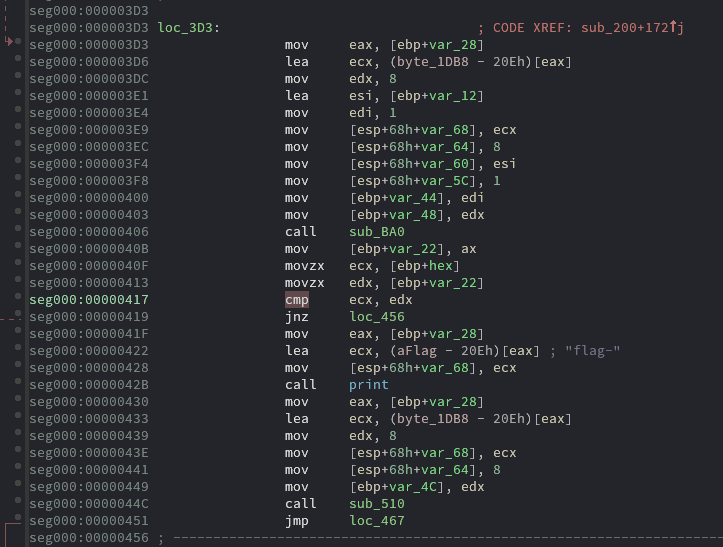 seg000:000003D3
seg000:000003D3 loc_3D3: ; CODE XREF: sub_200+172↑j
seg000:000003D3 mov eax, [ebp+var_28]
seg000:000003D6 lea ecx, (byte_1DB8 - 20Eh)[eax]
seg000:000003DC mov edx, 8
seg000:000003E1 lea esi, [ebp+var_12]
seg000:000003E4 mov edi, 1
seg000:000003E9 mov [esp+68h+var_68], ecx
seg000:000003EC mov [esp+68h+var_64], 8
seg000:000003F4 mov [esp+68h+var_60], esi
seg000:000003F8 mov [esp+68h+var_5C], 1
seg000:00000400 mov [ebp+var_44], edi
seg000:00000403 mov [ebp+var_48], edx
seg000:00000406 call sub_BA0
seg000:0000040B mov [ebp+var_22], ax
seg000:0000040F movzx ecx, [ebp+hex]
seg000:00000413 movzx edx, [ebp+var_22]
seg000:00000417 cmp ecx, edx
seg000:00000419 jnz loc_456
seg000:0000041F mov eax, [ebp+var_28]
seg000:00000422 lea ecx, (aFlag - 20Eh)[eax] ; "flag-"
seg000:00000428 mov [esp+68h+var_68], ecx
seg000:0000042B call print
seg000:00000430 mov eax, [ebp+var_28]
seg000:00000433 lea ecx, (byte_1DB8 - 20Eh)[eax]
seg000:00000439 mov edx, 8
seg000:0000043E mov [esp+68h+var_68], ecx
seg000:00000441 mov [esp+68h+var_64], 8
seg000:00000449 mov [ebp+var_4C], edx
seg000:0000044C call sub_510
seg000:00000451 jmp loc_467
seg000:00000456 ; ---------------------------------------------------------------------------